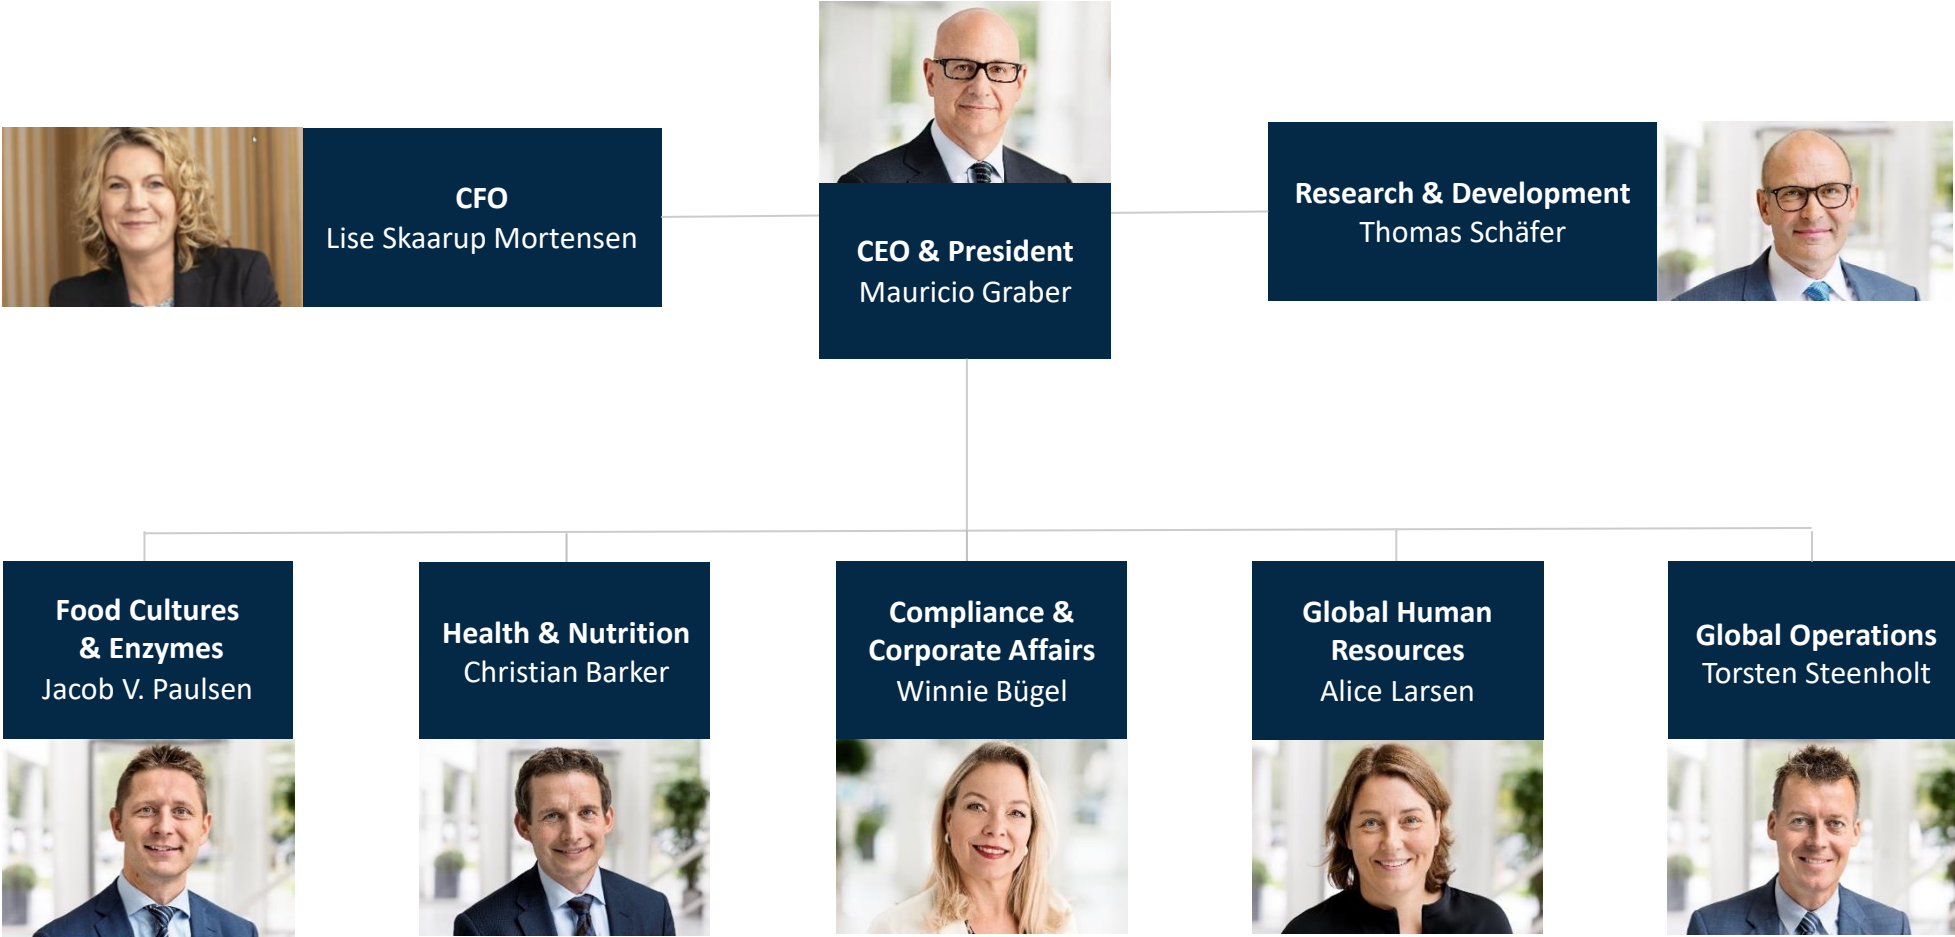 CFO
Lise Skaarup Mortensen
CEO & President
Mauricio Graber
Research & Development
Thomas Schäfer
Food Cultures
& Enzymes
Jacob V. Paulsen
Health & Nutrition
Christian Barker
Compliance &
Corporate Affairs
Winnie Bügel
Global Human
Resources
Alice Larsen
Global Operations
Torsten Steenholt